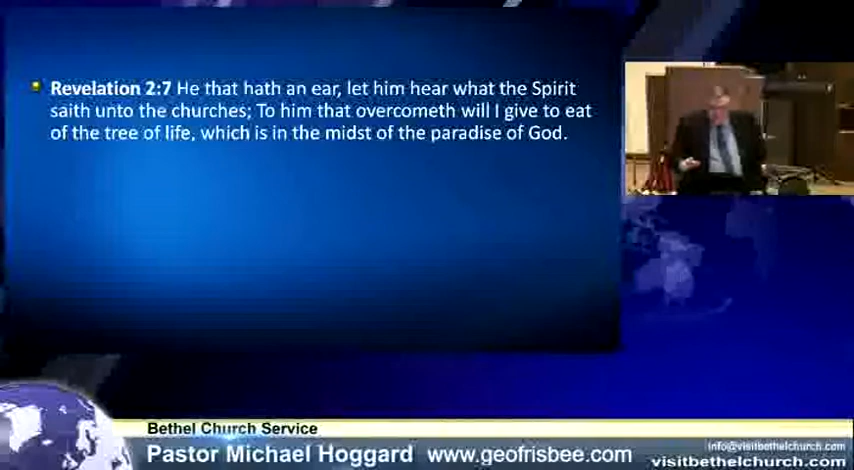 Revelation 2:7 He that hath an ear, let him hear what the Spirit
saith unto the churches; To him that overcometh will I give to eat
of the tree of life, which is in the midst of the paradise of God.
Bethel Church Service
Pastor Michael Hoggard www.geofrisbee.com
info@visitbethelchurch.com
visitbethelchurch.com